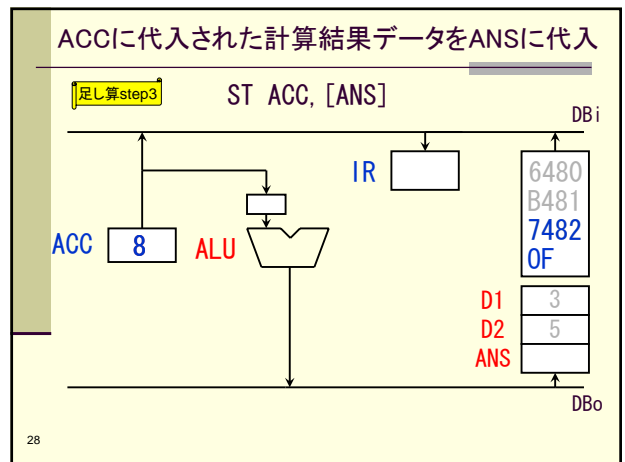 ACCに代入された計算結果データをANSに代入
足し算step3
ST ACC,[ANS]
DBi
IR
6480
B481
7482
0F
ACC 8 ALU
D1 3
D2 5
ANS
DBo
28